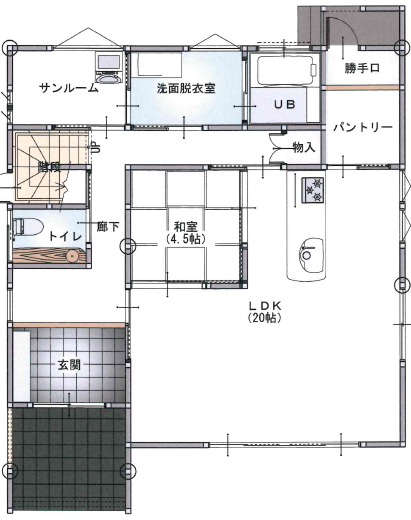 勝手口
サンルーム
洗面脱衣室
UB
パントリー
物入
UP
階段
トイレ
廊下
和室
(4.5帖)
LDK
(20帖)
玄関